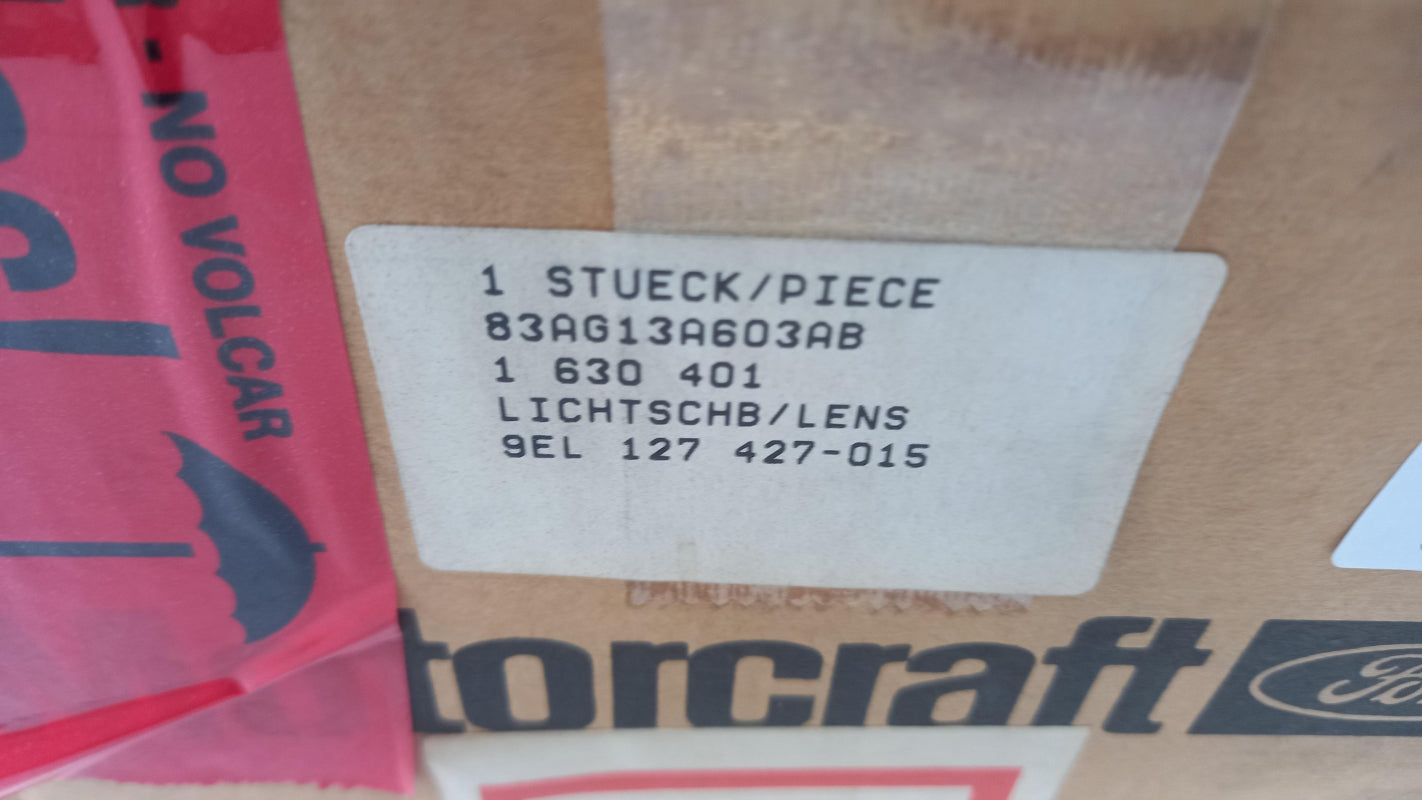 - NO VOLCAR
1 STUECK/PIECE
83AG13A603AB
1 630 401
LICHTSCHB/LENS
9EL 127 427-015
torcraft